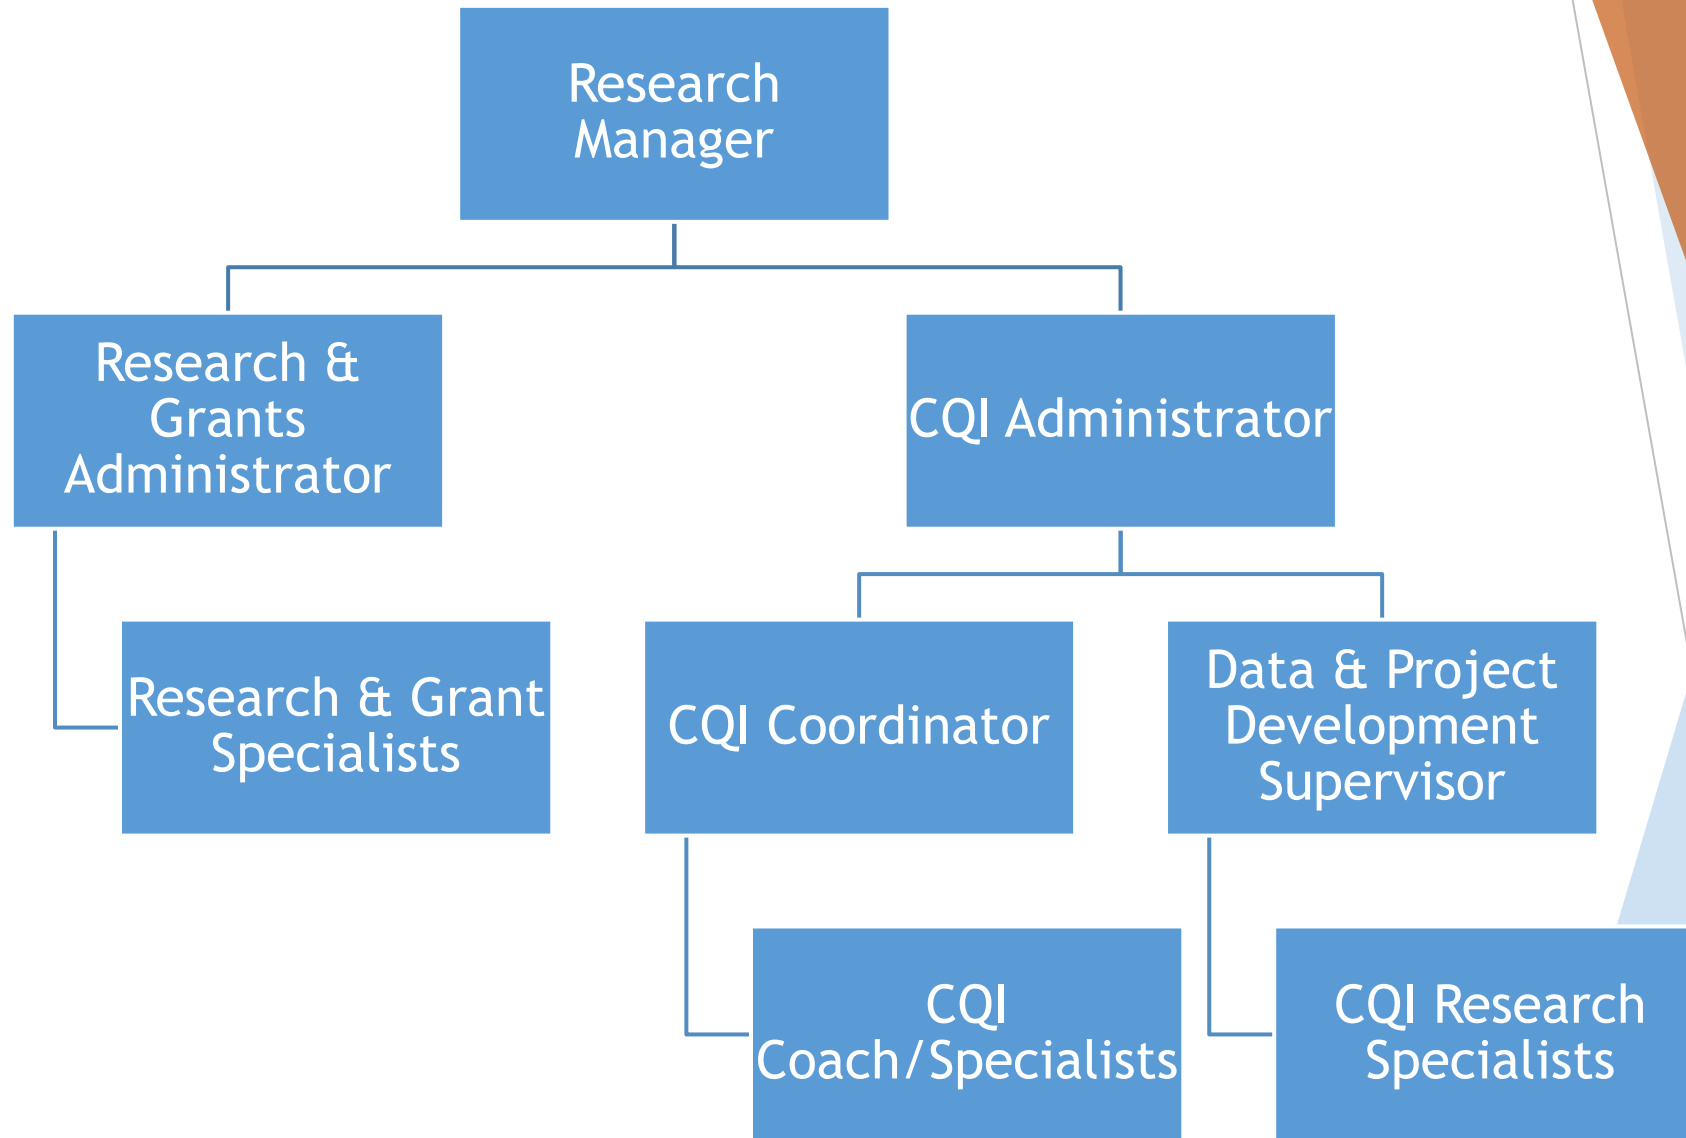 Research
Manager
Research &
Grants
Administrator
CQI Administrator
Research & Grant
Specialists
CQI Coordinator
Data & Project
Development
Supervisor
CQI
Coach/Specialists
CQI Research
Specialists